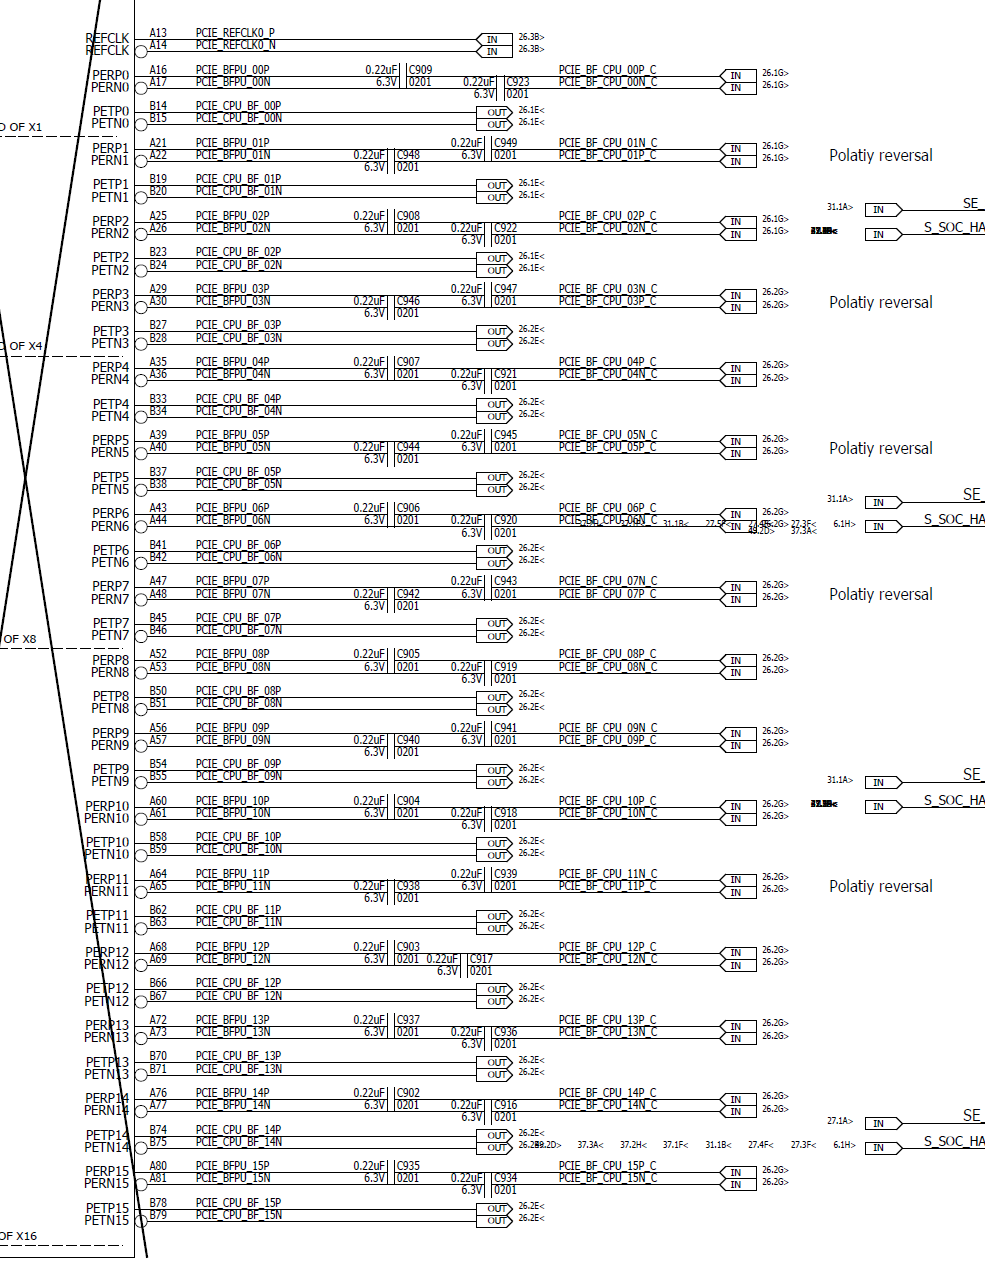 REFCLK A13 PCIE_REFCLK0_P IN 26.3B>
REFCLK A14 PCIE_REFCLK0_N IN 26.3B>
PERP0 A16 PCIE_BFPU_00P 0.22uF C909 PCIE_BF_CPU_00P_C IN 26.1G>
PERN0 A17 PCIE_BFPU_00N 6.3V 0201 0.22uF C923 PCIE_BF_CPU_00N_C IN 26.1G>
6.3V 0201
PETP0 B14 PCIE_CPU_BF_00P OUT 26.1E<
PETN0 B15 PCIE_CPU_BF_00N OUT 26.1E<
OF X1
PERP1 A21 PCIE_BFPU_01P 0.22uF C949 PCIE_BF_CPU_01N_C IN 26.1G>
PERN1 A22 PCIE_BFPU_01N 0.22uF C948 6.3V 0201 PCIE_BF_CPU_01P_C IN 26.1G> Polatiy reversal
6.3V 0201
PETP1 B19 PCIE_CPU_BF_01P OUT 26.1E<
PETN1 B20 PCIE_CPU_BF_01N OUT 26.1E<
31.1A> IN SE_
PERP2 A25 PCIE_BFPU_02P 0.22uF C908 PCIE_BF_CPU_02P_C IN 26.1G>
PERN2 A26 PCIE_BFPU_02N 6.3V 0201 0.22uF C922 PCIE_BF_CPU_02N_C IN 26.1G> IN S_SOC_HA
6.3V 0201
PETP2 B23 PCIE_CPU_BF_02P OUT 26.1E<
PETN2 B24 PCIE_CPU_BF_02N OUT 26.1E<
PERP3 A29 PCIE_BFPU_03P 0.22uF C947 PCIE_BF_CPU_03N_C IN 26.2G>
PERN3 A30 PCIE_BFPU_03N 0.22uF C946 6.3V 0201 PCIE_BF_CPU_03P_C IN 26.2G> Polatiy reversal
6.3V 0201
PETP3 B27 PCIE_CPU_BF_03P OUT 26.2E<
PETN3 B28 PCIE_CPU_BF_03N OUT 26.2E<
OF X4
PERP4 A35 PCIE_BFPU_04P 0.22uF C907 PCIE_BF_CPU_04P_C IN 26.2G>
PERN4 A36 PCIE_BFPU_04N 6.3V 0201 0.22uF C921 PCIE_BF_CPU_04N_C IN 26.2G>
6.3V 0201
PETP4 B33 PCIE_CPU_BF_04P OUT 26.2E<
PETN4 B34 PCIE_CPU_BF_04N OUT 26.2E<
PERP5 A39 PCIE_BFPU_05P 0.22uF C945 PCIE_BF_CPU_05N_C IN 26.2G>
PERN5 A40 PCIE_BFPU_05N 0.22uF C944 6.3V 0201 PCIE_BF_CPU_05P_C IN 26.2G> Polatiy reversal
6.3V 0201
PETP5 B37 PCIE_CPU_BF_05P OUT 26.2E<
PETN5 B38 PCIE_CPU_BF_05N OUT 26.2E<
31.1A> IN SE_
PERP6 A43 PCIE_BFPU_06P 0.22uF C906 PCIE_BF_CPU_06P_C IN 26.2G>
PERN6 A44 PCIE_BFPU_06N 6.3V 0201 0.22uF C920 PCIE_BF_CPU_06N_C 31.1B< IN 26.2G> 27.3F< 6.1H> IN S_SOC_HA
6.3V 0201 49.2D> 37.3A<
PETP6 B41 PCIE_CPU_BF_06P OUT 26.2E<
PETN6 B42 PCIE_CPU_BF_06N OUT 26.2E<
PERP7 A47 PCIE_BFPU_07P 0.22uF C943 PCIE_BF_CPU_07N_C IN 26.2G>
PERN7 A48 PCIE_BFPU_07N 0.22uF C942 6.3V 0201 PCIE_BF_CPU_07P_C IN 26.2G> Polatiy reversal
6.3V 0201
PETP7 B45 PCIE_CPU_BF_07P OUT 26.2E<
PETN7 B46 PCIE_CPU_BF_07N OUT 26.2E<
OF X8
PERP8 A52 PCIE_BFPU_08P 0.22uF C905 PCIE_BF_CPU_08P_C IN 26.2G>
PERN8 A53 PCIE_BFPU_08N 6.3V 0201 0.22uF C919 PCIE_BF_CPU_08N_C IN 26.2G>
6.3V 0201
PETP8 B50 PCIE_CPU_BF_08P OUT 26.2E<
PETN8 B51 PCIE_CPU_BF_08N OUT 26.2E<
PERP9 A56 PCIE_BFPU_09P 0.22uF C941 PCIE_BF_CPU_09N_C IN 26.2G>
PERN9 A57 PCIE_BFPU_09N 0.22uF C940 6.3V 0201 PCIE_BF_CPU_09P_C IN 26.2G>
6.3V 0201
PETP9 B54 PCIE_CPU_BF_09P OUT 26.2E<
PETN9 B55 PCIE_CPU_BF_09N OUT 26.2E< 31.1A> IN SE_
PERP10 A60 PCIE_BFPU_10P 0.22uF C904 PCIE_BF_CPU_10P_C IN 26.2G> IN S_SOC_HA
PERN10 A61 PCIE_BFPU_10N 6.3V 0201 0.22uF C918 PCIE_BF_CPU_10N_C IN 26.2G>
6.3V 0201
PETP10 B58 PCIE_CPU_BF_10P OUT 26.2E<
PETN10 B59 PCIE_CPU_BF_10N OUT 26.2E<
PERP11 A64 PCIE_BFPU_11P 0.22uF C939 PCIE_BF_CPU_11N_C IN 26.2G>
PERN11 A65 PCIE_BFPU_11N 0.22uF C938 6.3V 0201 PCIE_BF_CPU_11P_C IN 26.2G> Polatiy reversal
6.3V 0201
PETP11 B62 PCIE_CPU_BF_11P OUT 26.2E<
PETN11 B63 PCIE_CPU_BF_11N OUT 26.2E<
PERP12 A68 PCIE_BFPU_12P 0.22uF C903 PCIE_BF_CPU_12P_C IN 26.2G>
PERN12 A69 PCIE_BFPU_12N 6.3V 0201 0.22uF C917 PCIE_BF_CPU_12N_C IN 26.2G>
6.3V 0201
PETP12 B66 PCIE_CPU_BF_12P OUT 26.2E<
PETN12 B67 PCIE_CPU_BF_12N OUT 26.2E<
PERP13 A72 PCIE_BFPU_13P 0.22uF C937 PCIE_BF_CPU_13P_C IN 26.2G>
PERN13 A73 PCIE_BFPU_13N 6.3V 0201 0.22uF C936 PCIE_BF_CPU_13N_C IN 26.2G>
6.3V 0201
PETP13 B70 PCIE_CPU_BF_13P OUT 26.2E<
PETN13 B71 PCIE_CPU_BF_13N OUT 26.2E<
PERP14 A76 PCIE_BFPU_14P 0.22uF C902 PCIE_BF_CPU_14P_C IN 26.2G>
PERN14 A77 PCIE_BFPU_14N 6.3V 0201 0.22uF C916 PCIE_BF_CPU_14N_C IN 26.2G>
6.3V 0201 27.1A> IN SE_
PETP14 B74 PCIE_CPU_BF_14P OUT 26.2E<
PETN14 B75 PCIE_CPU_BF_14N OUT 37.3A< 37.2H< 37.1F< 31.1B< 27.4F< 27.3F< 6.1H> IN S_SOC_HA
PERP15 A80 PCIE_BFPU_15P 0.22uF C935 PCIE_BF_CPU_15P_C IN 26.2G>
PERN15 A81 PCIE_BFPU_15N 6.3V 0201 0.22uF C934 PCIE_BF_CPU_15N_C IN 26.2G>
6.3V 0201
PETP15 B78 PCIE_CPU_BF_15P OUT 26.2E<
PETN15 B79 PCIE_CPU_BF_15N OUT 26.2E<
OF X16